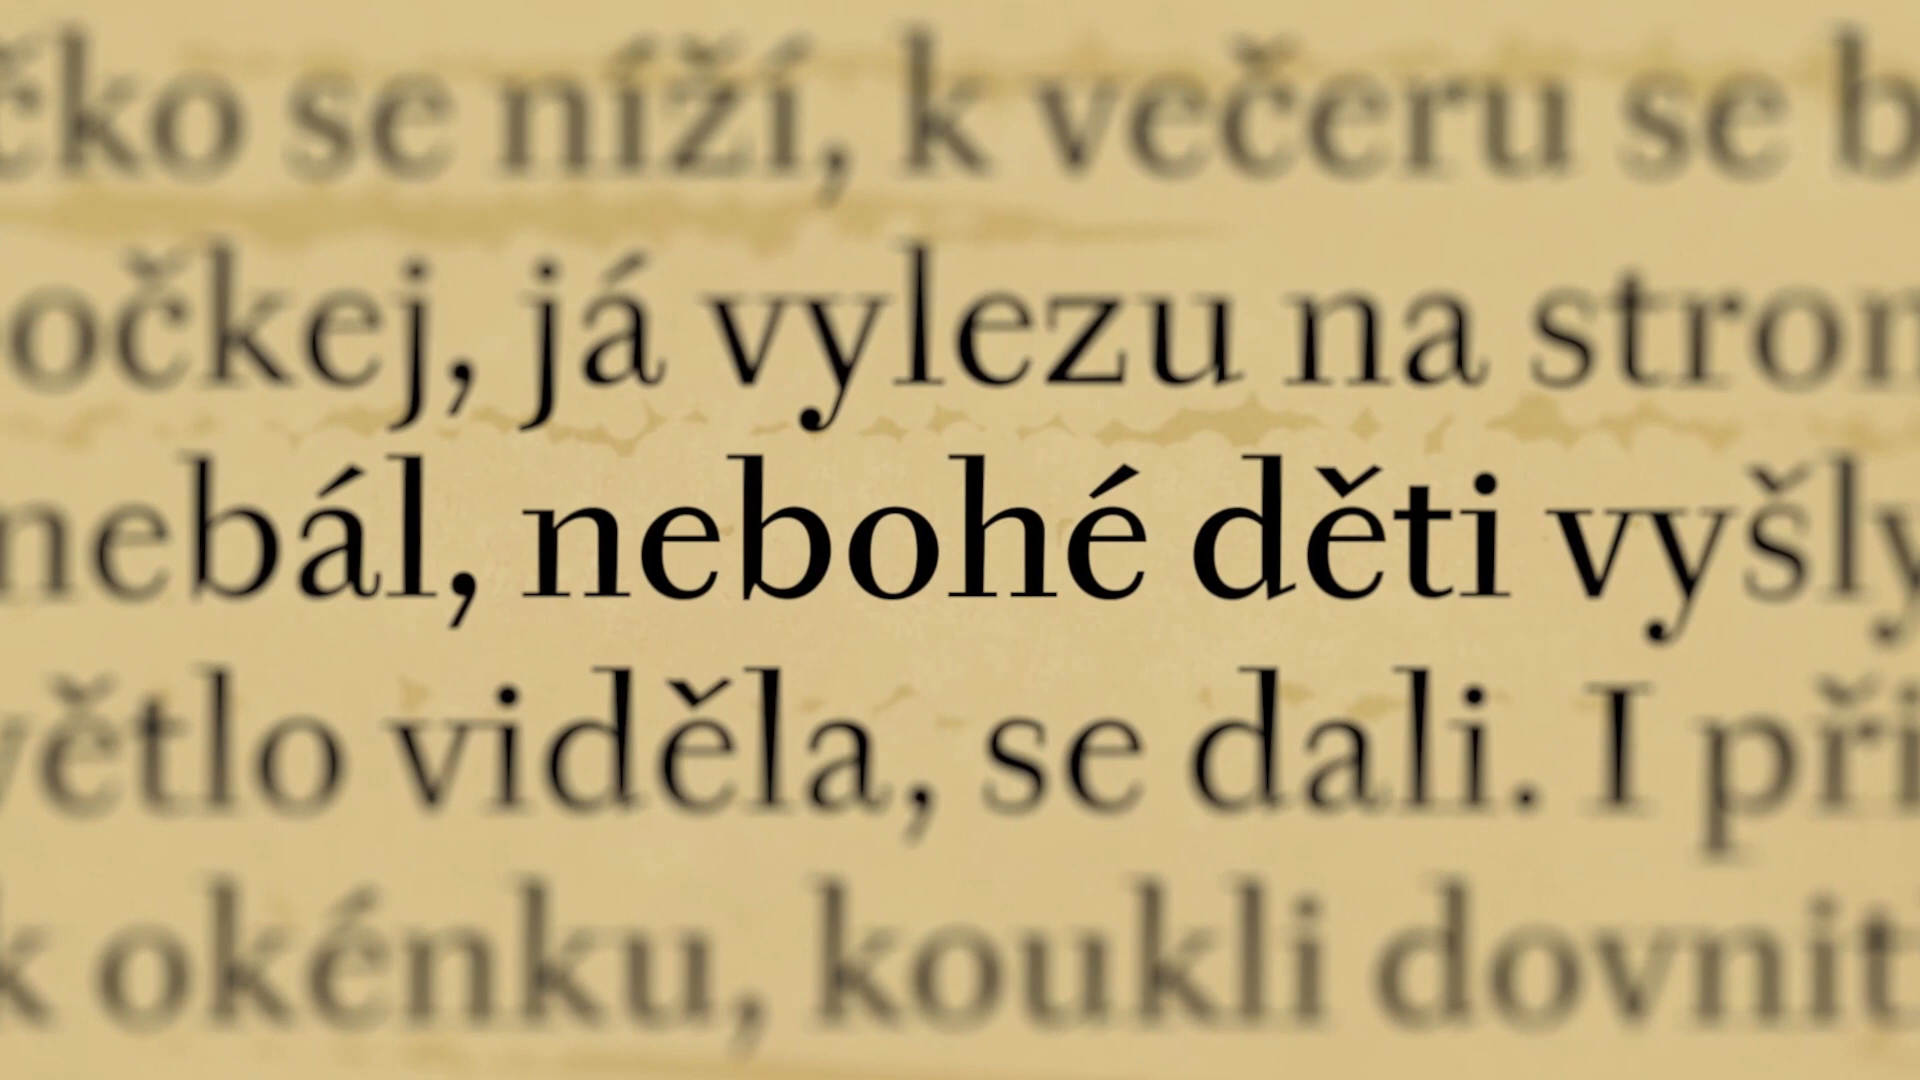 čko se níží, k večeru se b
očkej, já vylezu na stron
nebál, nebohé děti vyšly
větlo viděla, se dali. I při
k okénku, koukli dovnit